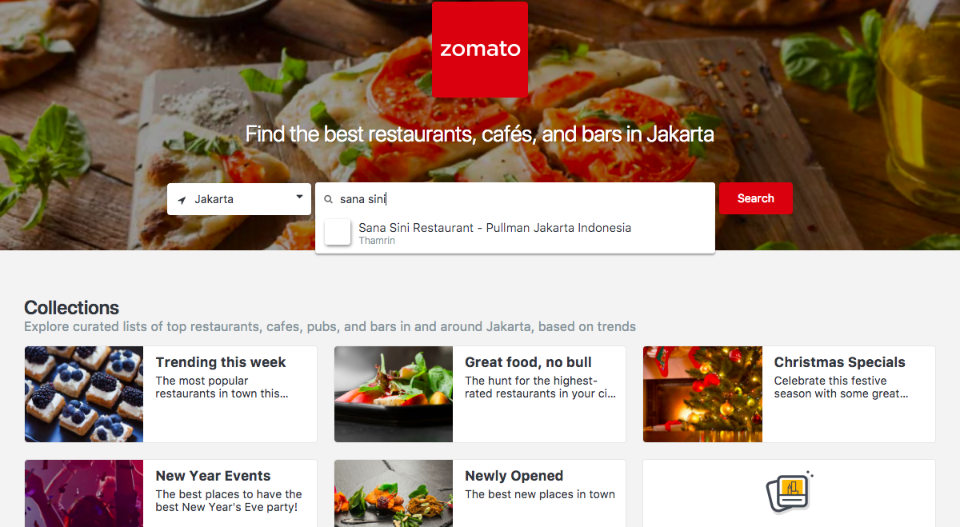 zomato
Find the best restaurants, cafés, and bars in Jakarta
Jakarta
sana sini
Search
Sana Sini Restaurant - Pullman Jakarta Indonesia
Thamrin
Collections
Explore curated lists of top restaurants, cafes, pubs, and bars in and around Jakarta, based on trends
Trending this week
The most popular
restaurants in town this...
Great food, no bull
The hunt for the highest-
rated restaurants in your ci...
Christmas Specials
Celebrate this festive
season with some great...
New Year Events
The best places to have the
best New Year's Eve party!
Newly Opened
The best new places in town